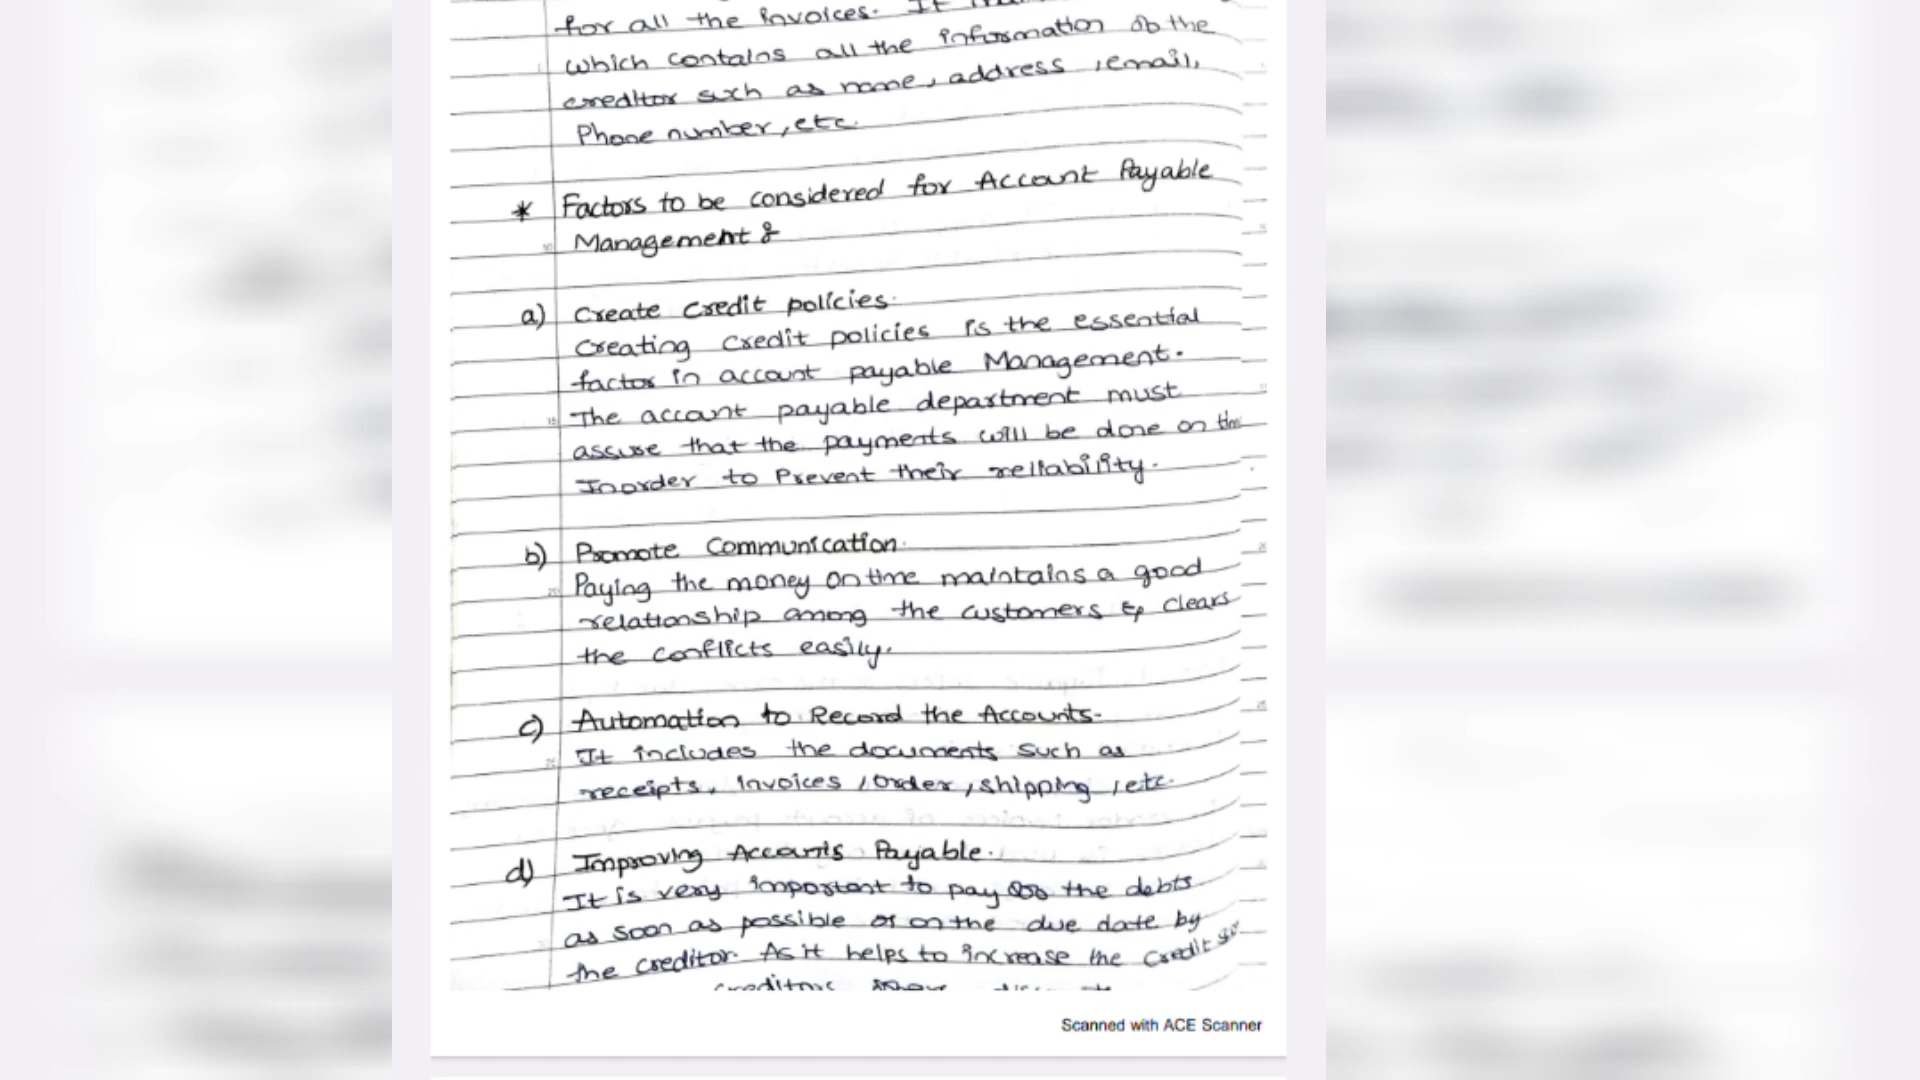 for all the invoices. It
which contains all the information of the
creditor such as name, address, email,
Phone number, etc.
* Factors to be considered for Account Payable
Management :
a) Create Credit policies.
Creating Credit policies is the essential
factor in account payable Management.
The account payable department must
assure that the payments will be done on
Inorder to Prevent their reliability.
b) Promote Communication.
Paying the money on time maintains a good
relationship among the customers & clears
the conflicts easily.
c) Automation to Record the Accounts.
It includes the documents such as
receipts, invoices, order, shipping, etc.
d) Improving Accounts Payable.
It is very important to pay the debts
as soon as possible or on the due date by
the creditor. As it helps to increase the credit
creditors
Scanned with ACE Scanner